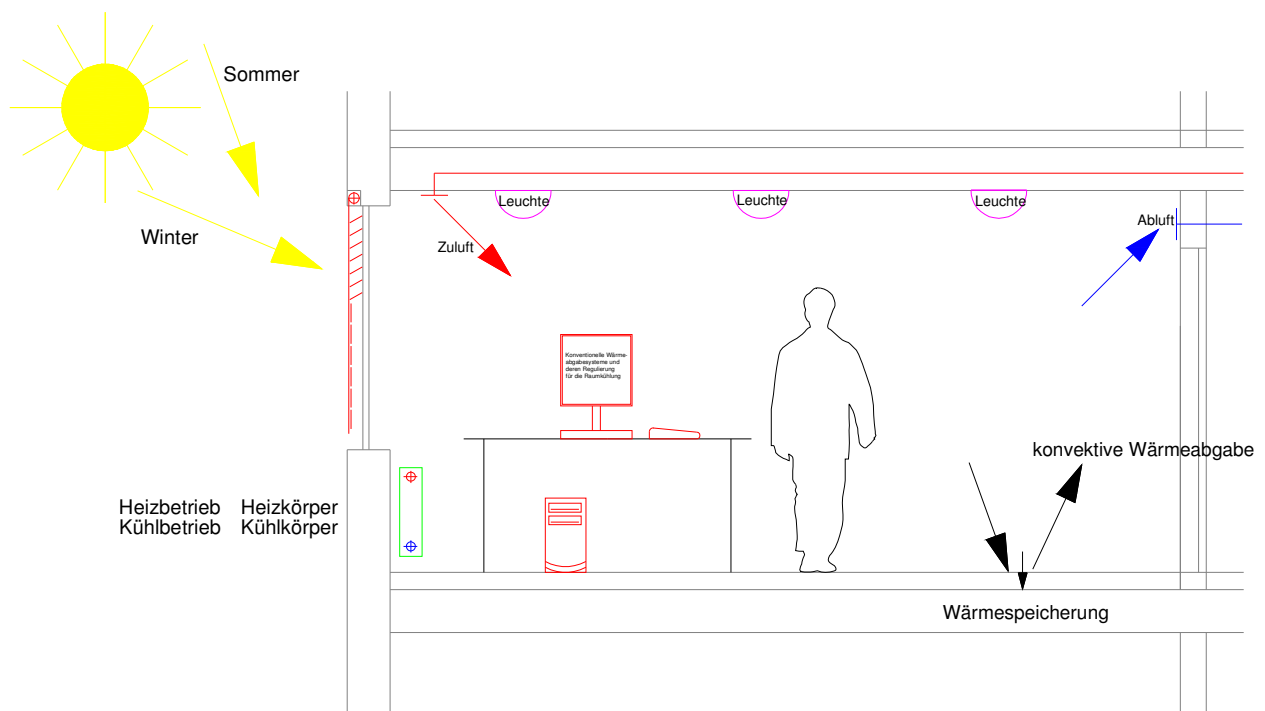 Sommer
Winter
Leuchte
Leuchte
Leuchte
Abluft
Zuluft
Konventionelle Wärme-
abgabesysteme und
deren Regulierung
für die Raumkühlung
konvektive Wärmeabgabe
Heizbetrieb Heizkörper
Kühlbetrieb Kühlkörper
Wärmespeicherung